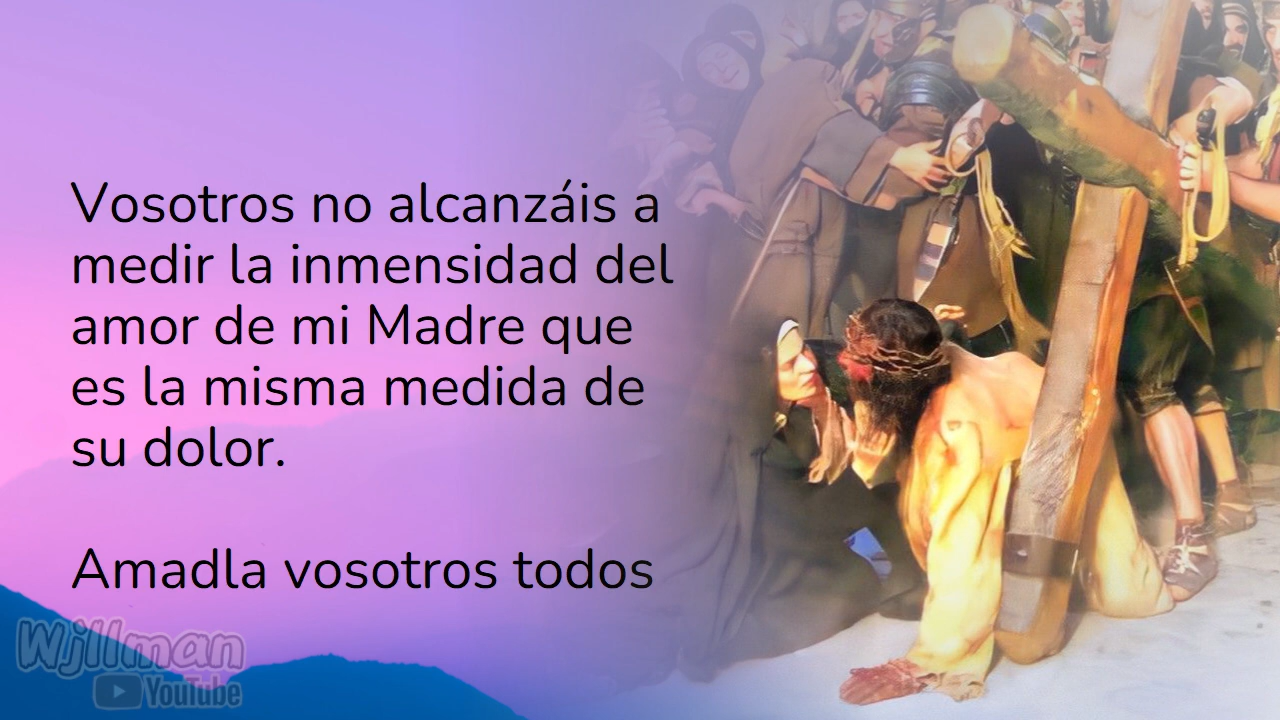 Vosotros no alcanzáis a
medir la inmensidad del
amor de mi Madre que
es la misma medida de
su dolor.
Amadla vosotros todos
Wjllman
YouTube